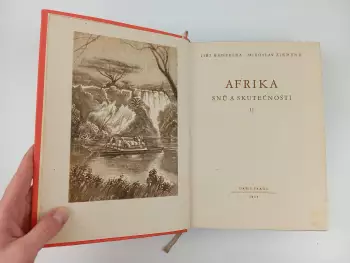 JIŘÍ HANZELKA · MIROSLAV ZIKMUND
AFRIKA
SNŮ A SKUTEČNOSTI
II